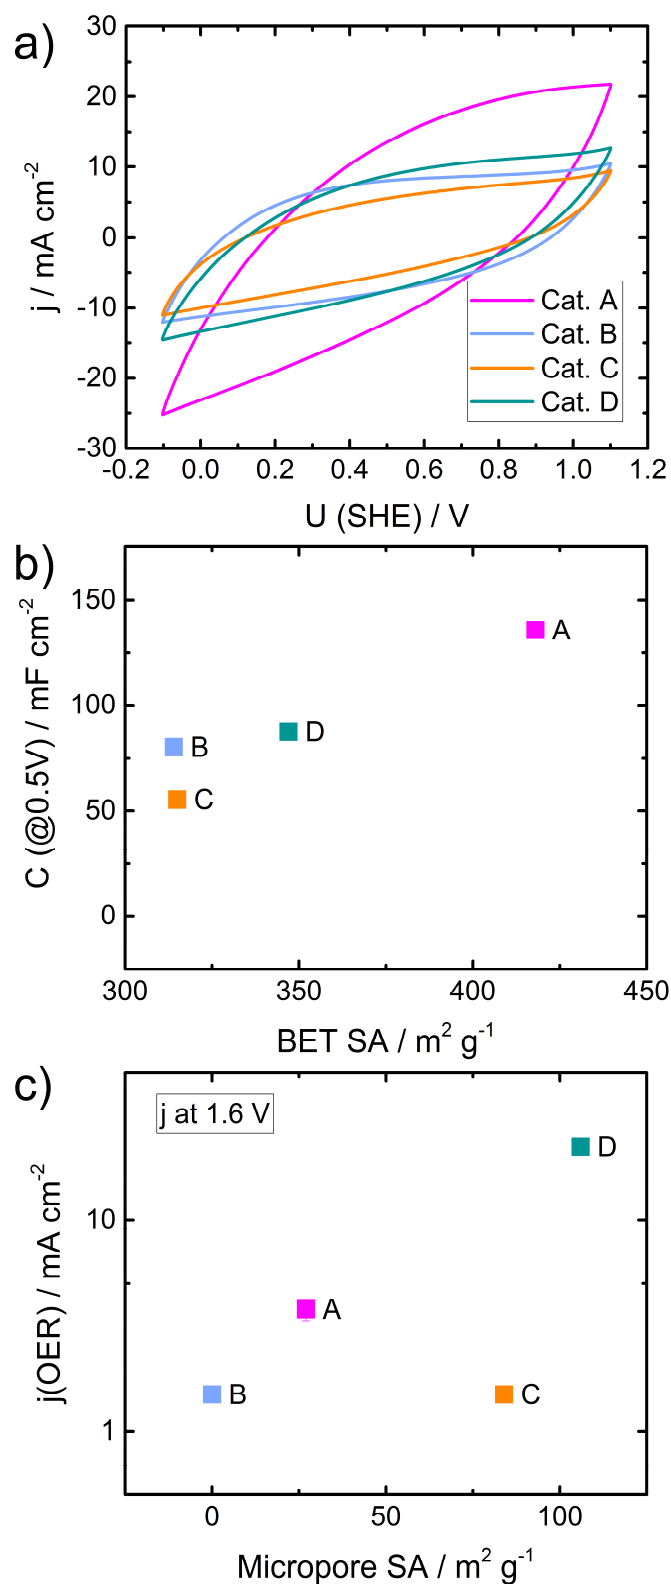 a)
30
20
10
0
-10
-20
-30
j / mA cm⁻²
Cat. A
Cat. B
Cat. C
Cat. D
-0.2 0.0 0.2 0.4 0.6 0.8 1.0 1.2
U (SHE) / V
b)
150
100
50
0
C (@0.5V) / mF cm⁻²
A
B
D
C
300 350 400 450
BET SA / m² g⁻¹
c)
j at 1.6 V
10
1
j(OER) / mA cm⁻²
D
A
B
C
0 50 100
Micropore SA / m² g⁻¹